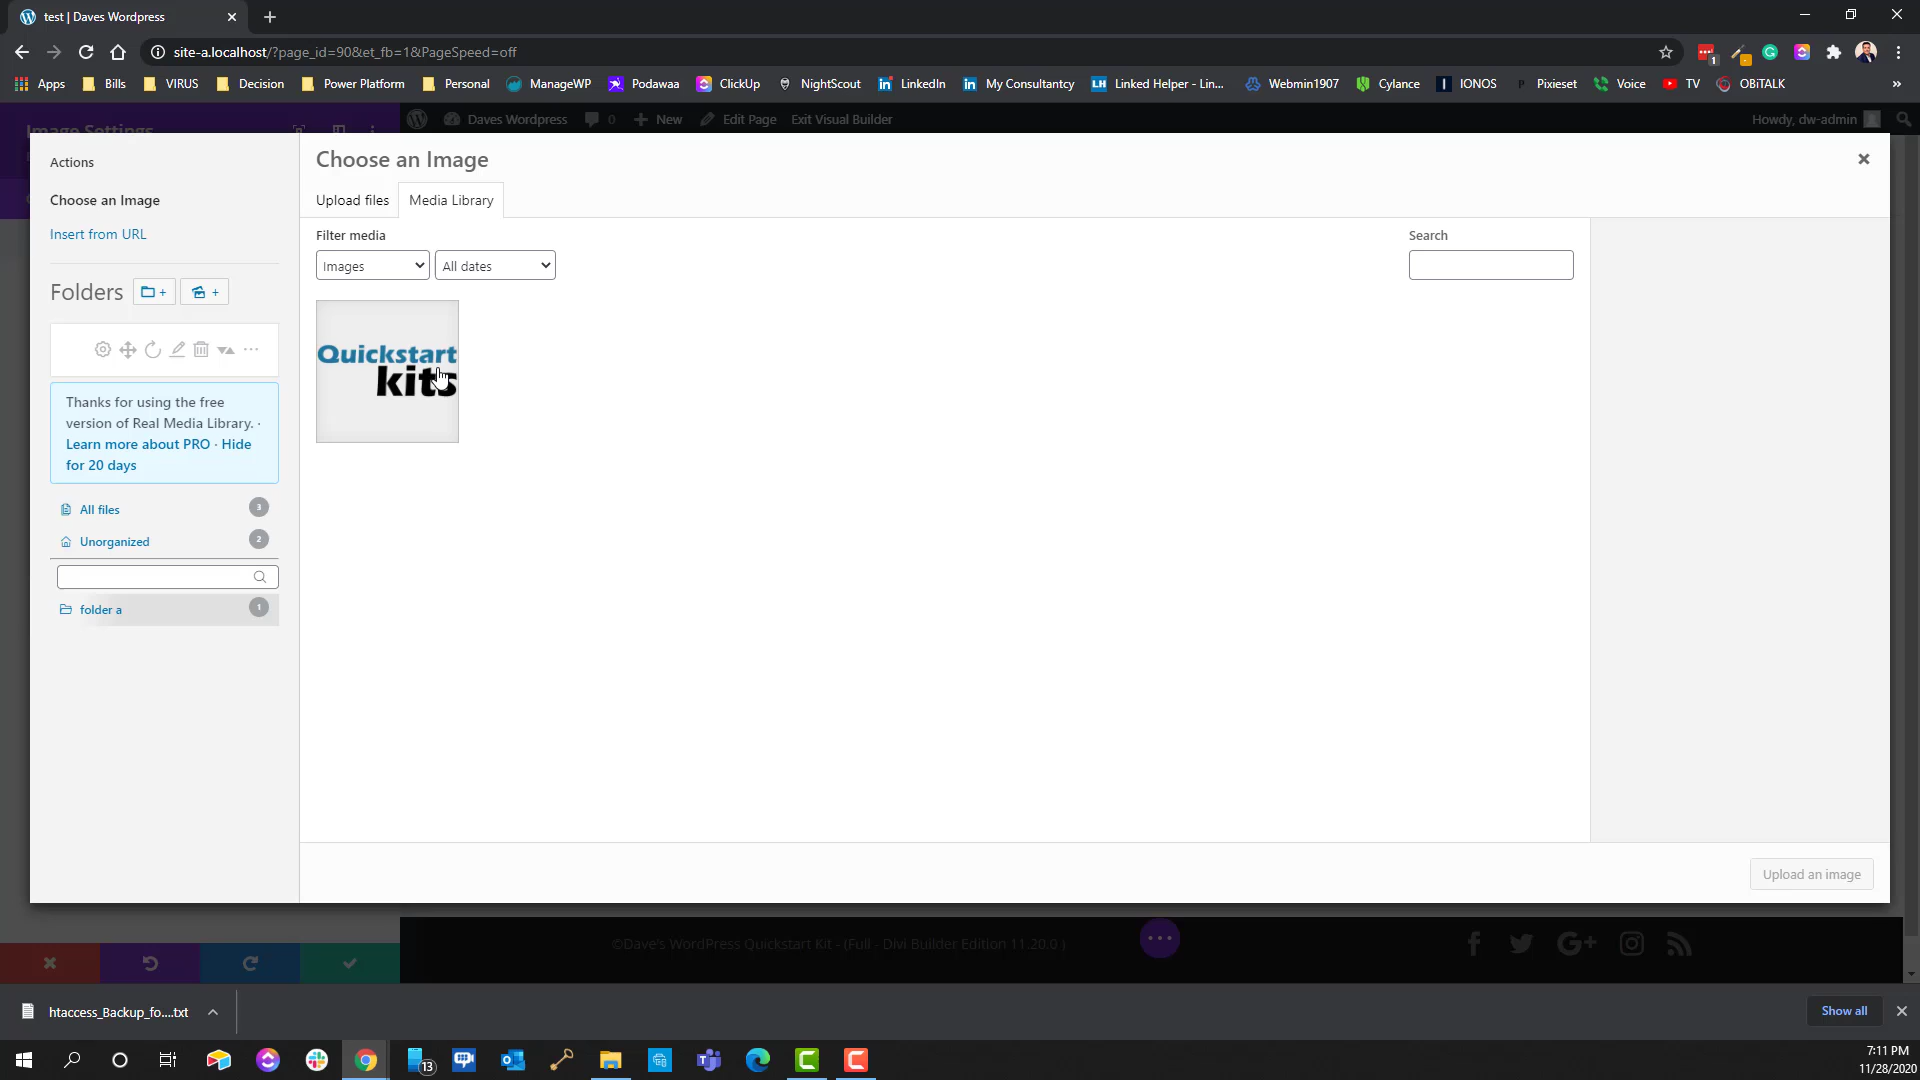 test | Daves Wordpress
site-a.localhost/?page_id=90&et_fb=1&PageSpeed=off
1
Apps
Bills
VIRUS
Decision
Power Platform
Personal
ManageWP
Podawaa
ClickUp
NightScout
LinkedIn
My Consultantcy
LH
Linked Helper - Lin...
Webmin1907
Cylance
IONOS
Pixieset
Voice
TV
OBiTALK
»
Image Settings
Daves Wordpress
0
New
Edit Page
Exit Visual Builder
Howdy, dw-admin
Actions
Choose an Image
Insert from URL
Folders
Thanks for using the free
version of Real Media Library. ·
Learn more about PRO · Hide
for 20 days
All files
3
Unorganized
2
folder a
1
Choose an Image
Upload files
Media Library
Filter media
Images
All dates
Search
Quickstart
kits
Upload an image
©Dave's WordPress Quickstart Kit - (Full - Divi Builder Edition 11.20.0 )
htaccess_Backup_fo....txt
Show all
13
7:11 PM
11/28/2020